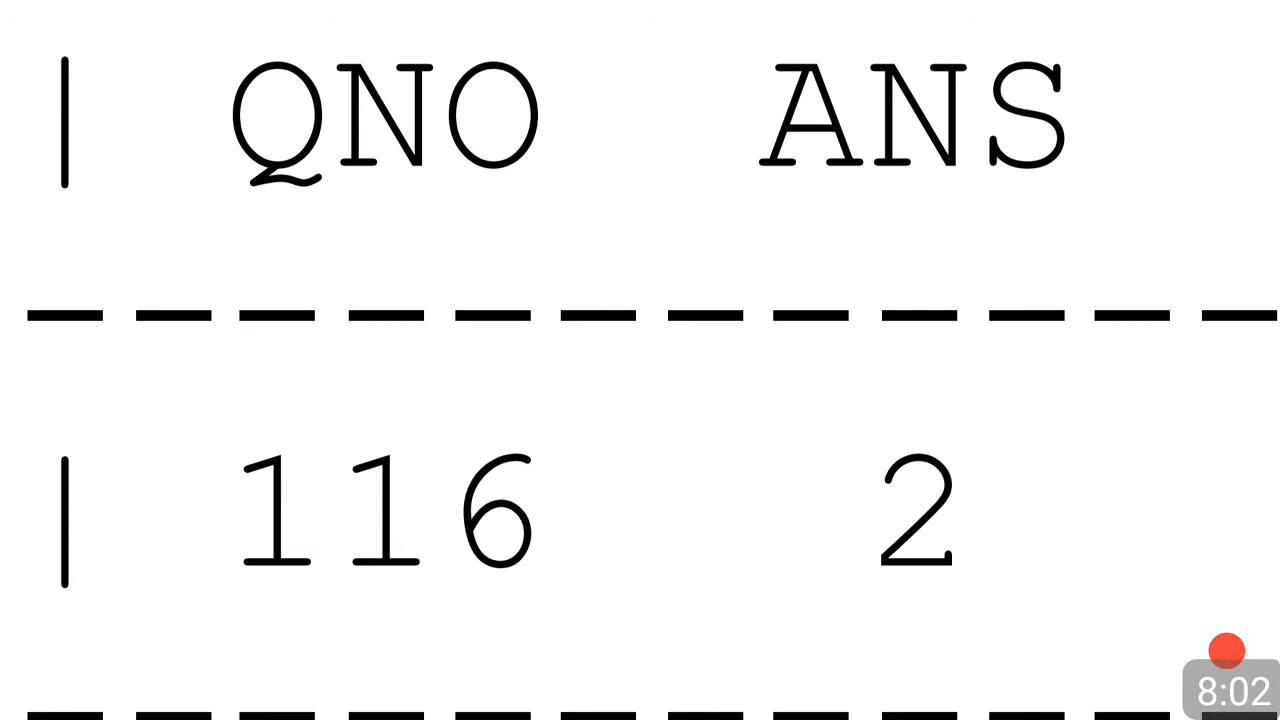 | QNO ANS
- - - - - - - - - - - -
| 116 2
8:02
- - - - - - - - - - - -